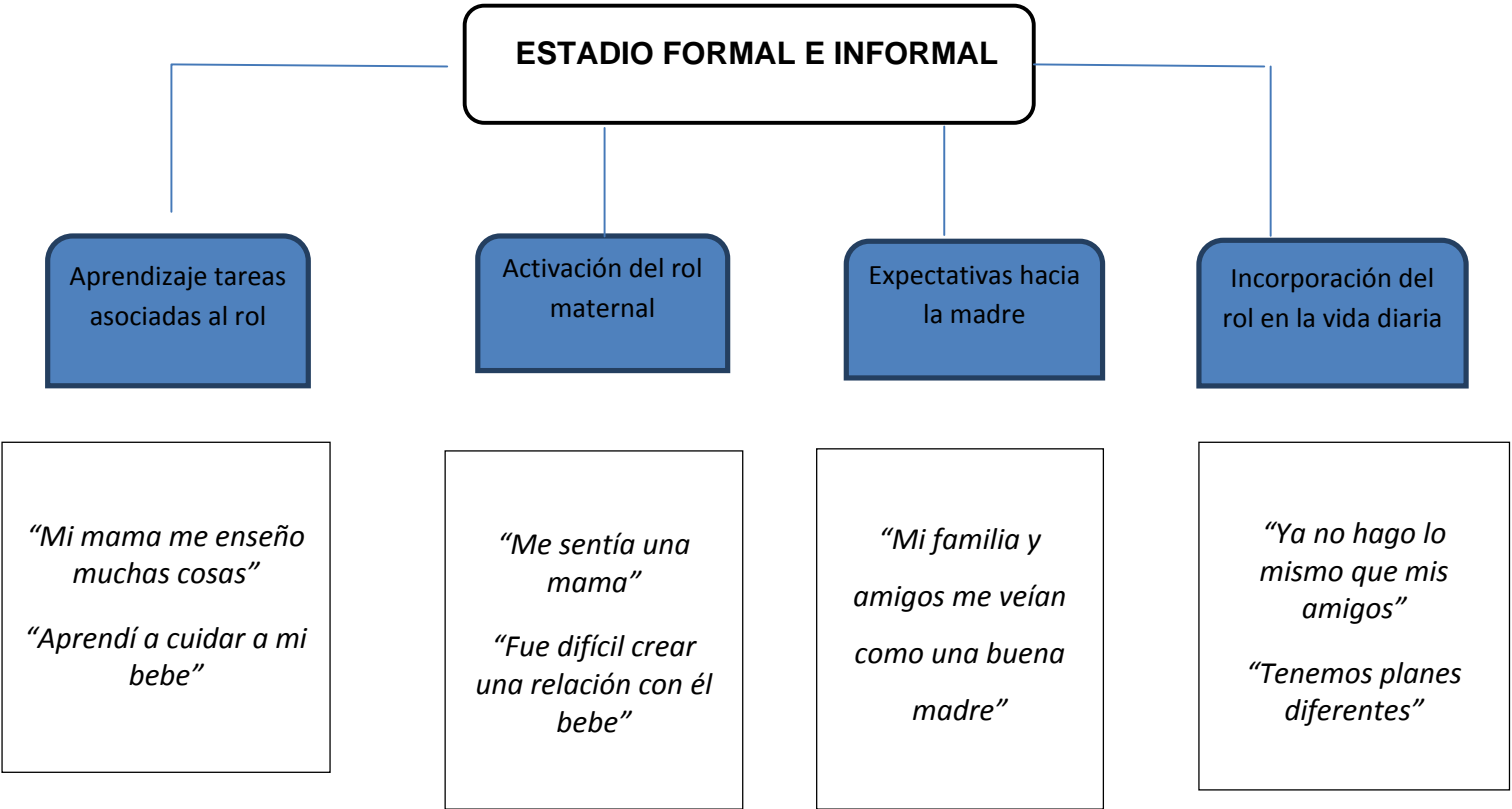 ESTADIO FORMAL E INFORMAL
Aprendizaje tareas
asociadas al rol
Activación del rol
maternal
Expectativas hacia
la madre
Incorporación del
rol en la vida diaria
“Mi mama me enseño
muchas cosas”
“Aprendí a cuidar a mi
bebe”
“Me sentía una
mama”
“Fue difícil crear
una relación con él
bebe”
“Mi familia y
amigos me veían
como una buena
madre”
“Ya no hago lo
mismo que mis
amigos”
“Tenemos planes
diferentes”